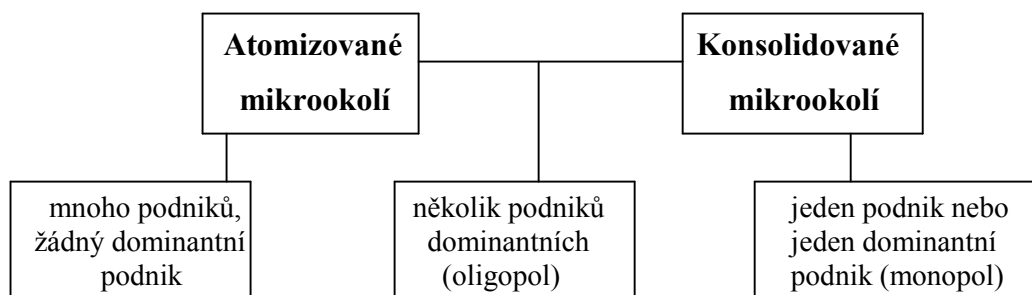 Atomizované
mikrookolí
Konsolidované
mikrookolí
mnoho podniků,
žádný dominantní
podnik
několik podniků
dominantních
(oligopol)
jeden podnik nebo
jeden dominantní
podnik (monopol)